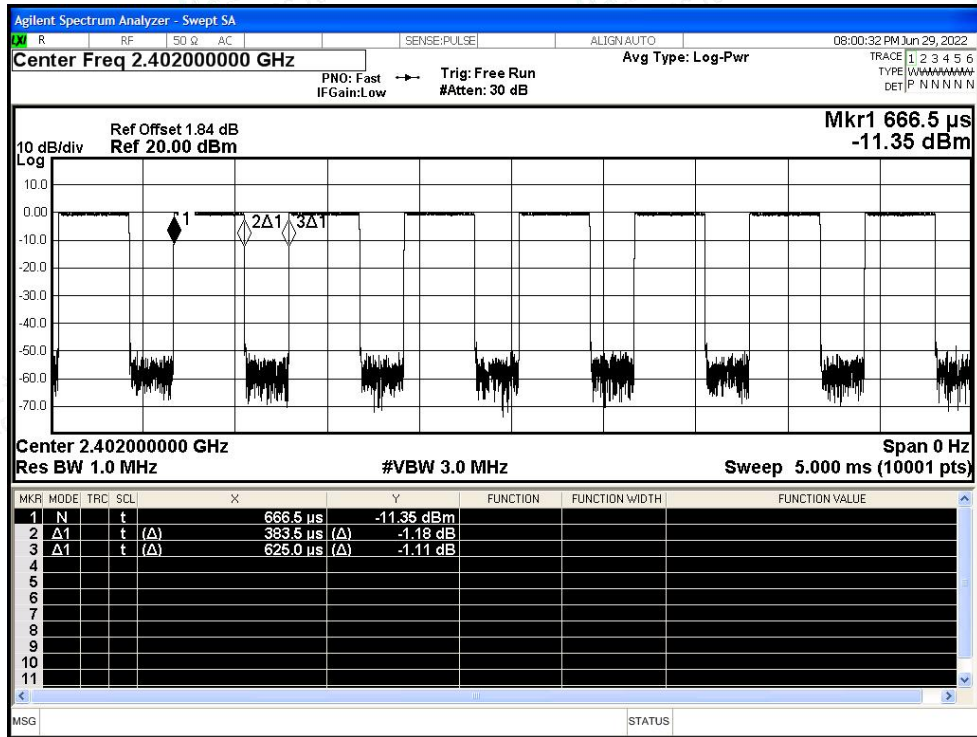 Agilent Spectrum Analyzer - Swept SA
LXI R RF 50 Ω AC SENSE:PULSE ALIGN AUTO 08:00:32 PM Jun 29, 2022
Center Freq 2.402000000 GHz
PNO: Fast
IFGain:Low
Trig: Free Run
#Atten: 30 dB
Avg Type: Log-Pwr
TRACE 1 2 3 4 5 6
TYPE WWWWWW
DET P N N N N N
Mkr1 666.5 µs
-11.35 dBm
Ref Offset 1.84 dB
10 dB/div Ref 20.00 dBm
Log
10.0
0.00
-10.0
-20.0
-30.0
-40.0
-50.0
-60.0
-70.0
1 2Δ1 3Δ1
Center 2.402000000 GHz Span 0 Hz
Res BW 1.0 MHz #VBW 3.0 MHz Sweep 5.000 ms (10001 pts)
MKR MODE TRC SCL X Y FUNCTION FUNCTION WIDTH FUNCTION VALUE
1 N t 666.5 µs -11.35 dBm
2 Δ1 t (Δ) 383.5 µs (Δ) -1.18 dB
3 Δ1 t (Δ) 625.0 µs (Δ) -1.11 dB
4
5
6
7
8
9
10
11
MSG STATUS